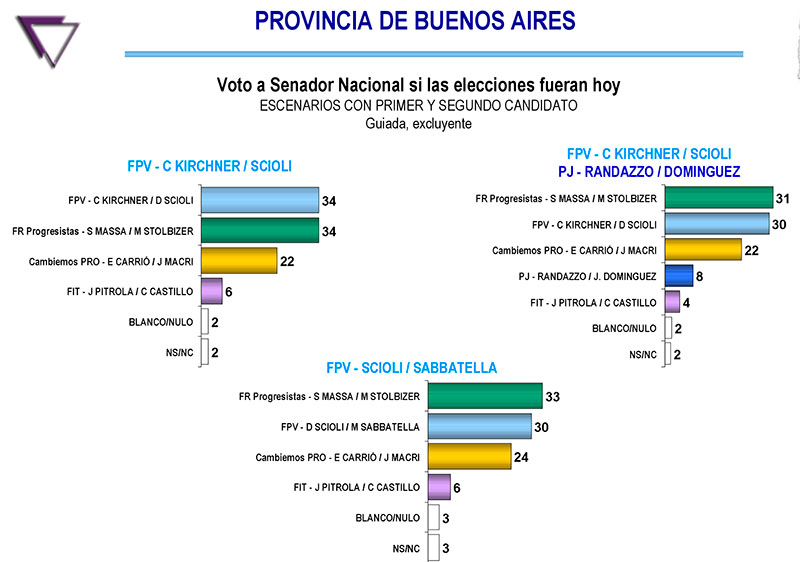 PROVINCIA DE BUENOS AIRES
Voto a Senador Nacional si las elecciones fueran hoy
ESCENARIOS CON PRIMER Y SEGUNDO CANDIDATO
Guiada, excluyente
FPV - C KIRCHNER / SCIOLI
FPV - C KIRCHNER / D SCIOLI 34
FR Progresistas - S MASSA / M STOLBIZER 34
Cambiemos PRO - E CARRIÓ / J MACRI 22
FIT - J PITROLA / C CASTILLO 6
BLANCO/NULO 2
NS/NC 2
FPV - C KIRCHNER / SCIOLI
PJ - RANDAZZO / DOMINGUEZ
FR Progresistas - S MASSA / M STOLBIZER 31
FPV - C KIRCHNER / D SCIOLI 30
Cambiemos PRO - E CARRIÓ / J MACRI 22
PJ - RANDAZZO / J. DOMINGUEZ 8
FIT - J PITROLA / C CASTILLO 4
BLANCO/NULO 2
NS/NC 2
FPV - SCIOLI / SABBATELLA
FR Progresistas - S MASSA / M STOLBIZER 33
FPV - D SCIOLI / M SABBATELLA 30
Cambiemos PRO - E CARRIÓ / J MACRI 24
FIT - J PITROLA / C CASTILLO 6
BLANCO/NULO 3
NS/NC 3